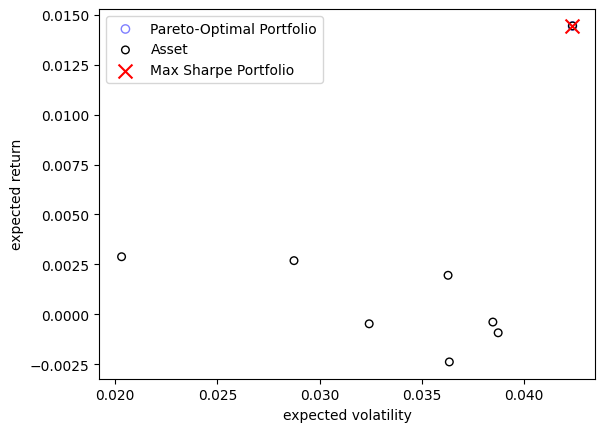 Pareto-Optimal Portfolio
Asset
Max Sharpe Portfolio
0.0150
0.0125
0.0100
0.0075
0.0050
0.0025
0.0000
−0.0025
expected return
0.020
0.025
0.030
0.035
0.040
expected volatility